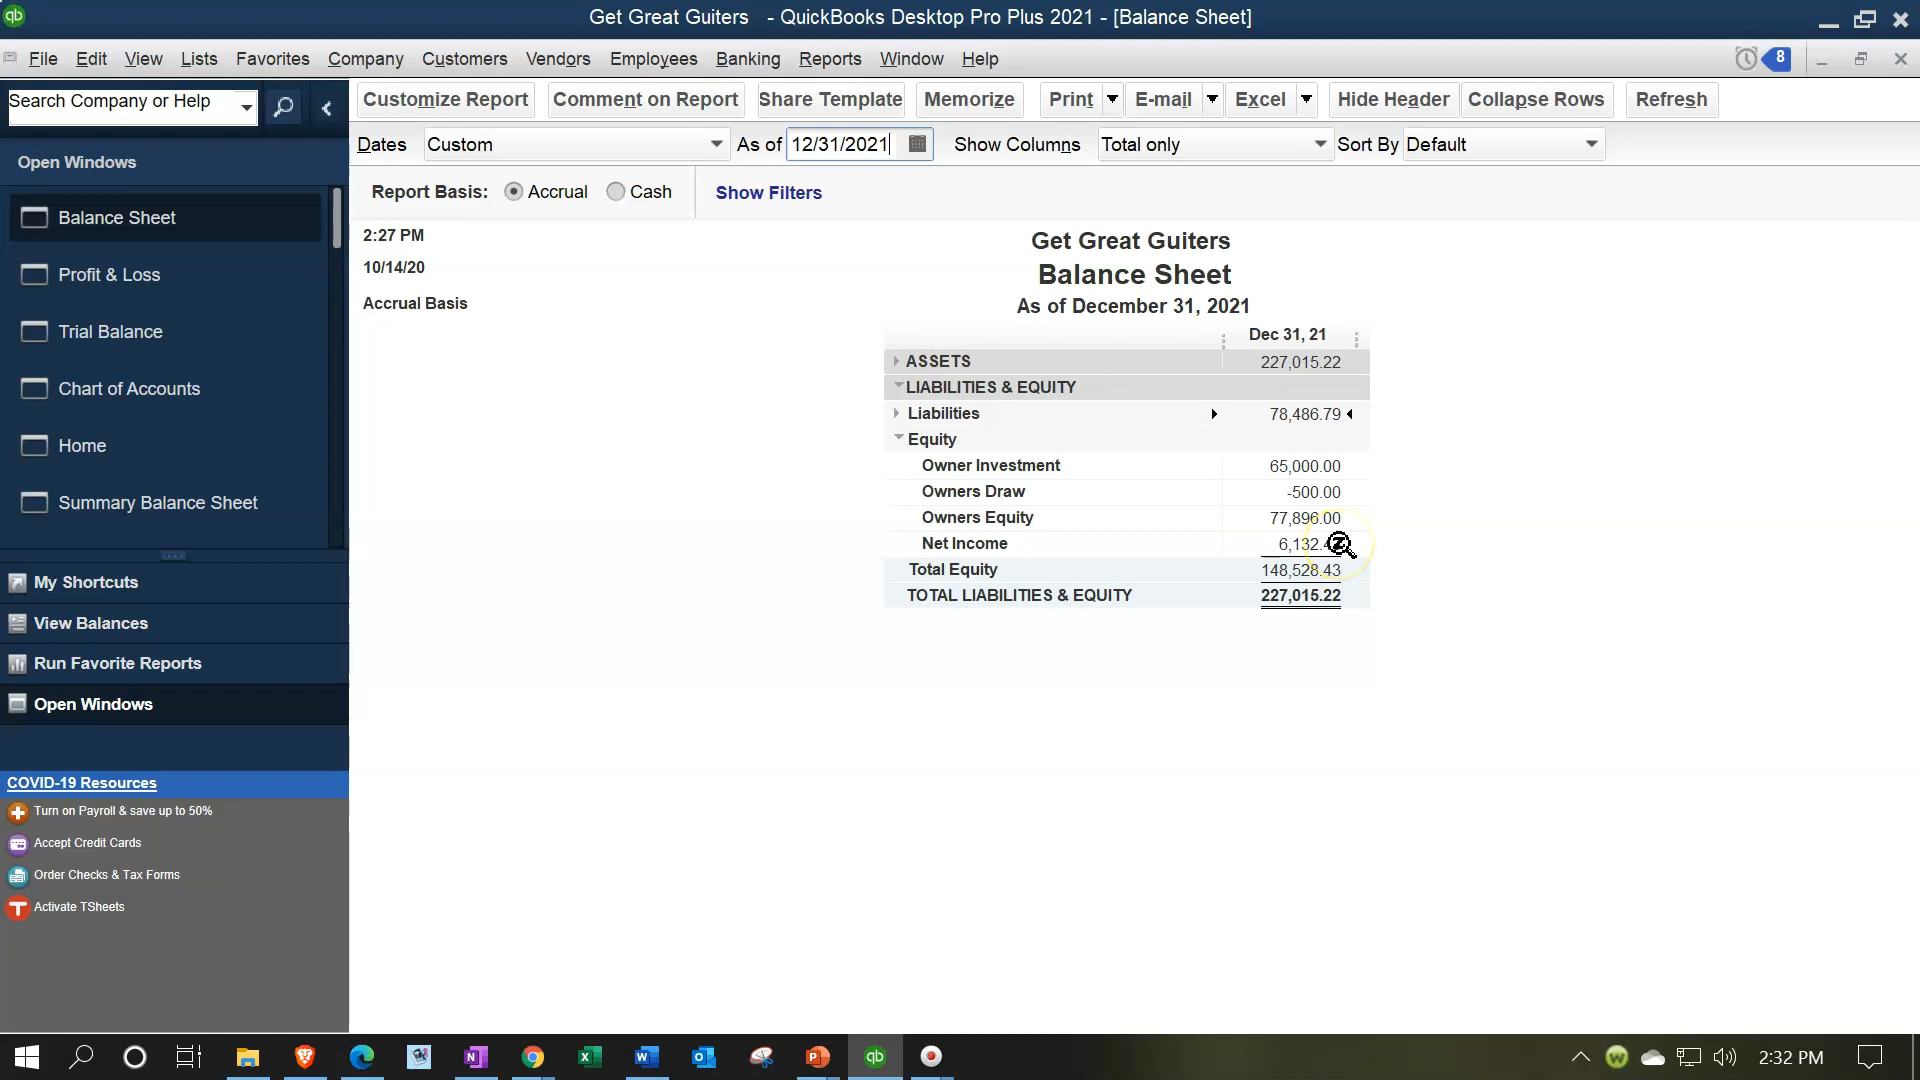 Get Great Guiters - QuickBooks Desktop Pro Plus 2021 - [Balance Sheet]
File Edit View Lists Favorites Company Customers Vendors Employees Banking Reports Window Help 8
Search Company or Help
Customize Report Comment on Report Share Template Memorize Print E-mail Excel Hide Header Collapse Rows Refresh
Dates Custom As of 12/31/2021 Show Columns Total only Sort By Default
Report Basis: Accrual Cash Show Filters
Open Windows
Balance Sheet
Profit & Loss
Trial Balance
Chart of Accounts
Home
Summary Balance Sheet
My Shortcuts
View Balances
Run Favorite Reports
Open Windows
COVID-19 Resources
Turn on Payroll & save up to 50%
Accept Credit Cards
Order Checks & Tax Forms
Activate TSheets
2:27 PM
10/14/20
Accrual Basis
Get Great Guiters
Balance Sheet
As of December 31, 2021
Dec 31, 21
ASSETS 227,015.22
LIABILITIES & EQUITY
Liabilities 78,486.79
Equity
Owner Investment 65,000.00
Owners Draw -500.00
Owners Equity 77,896.00
Net Income
Total Equity 148,528.43
TOTAL LIABILITIES & EQUITY 227,015.22
2:32 PM